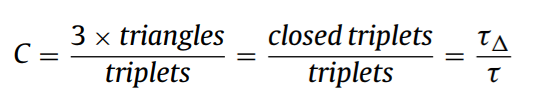 C = 3 × triangles / triplets = closed triplets / triplets = τ_Δ / τ